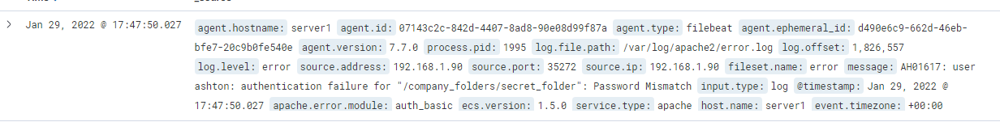 Jan 29, 2022 @ 17:47:50.027 agent.hostname: server1 agent.id: 07143c2c-842d-4407-8ad8-90e08d99f87a agent.type: filebeat agent.ephemeral_id: d490e6c9-662d-46eb-
bfe7-20c9b0fe540e agent.version: 7.7.0 process.pid: 1995 log.file.path: /var/log/apache2/error.log log.offset: 1,826,557
log.level: error source.address: 192.168.1.90 source.port: 35272 source.ip: 192.168.1.90 fileset.name: error message: AH01617: user
ashton: authentication failure for "/company_folders/secret_folder": Password Mismatch input.type: log @timestamp: Jan 29, 2022 @
17:47:50.027 apache.error.module: auth_basic ecs.version: 1.5.0 service.type: apache host.name: server1 event.timezone: +00:00